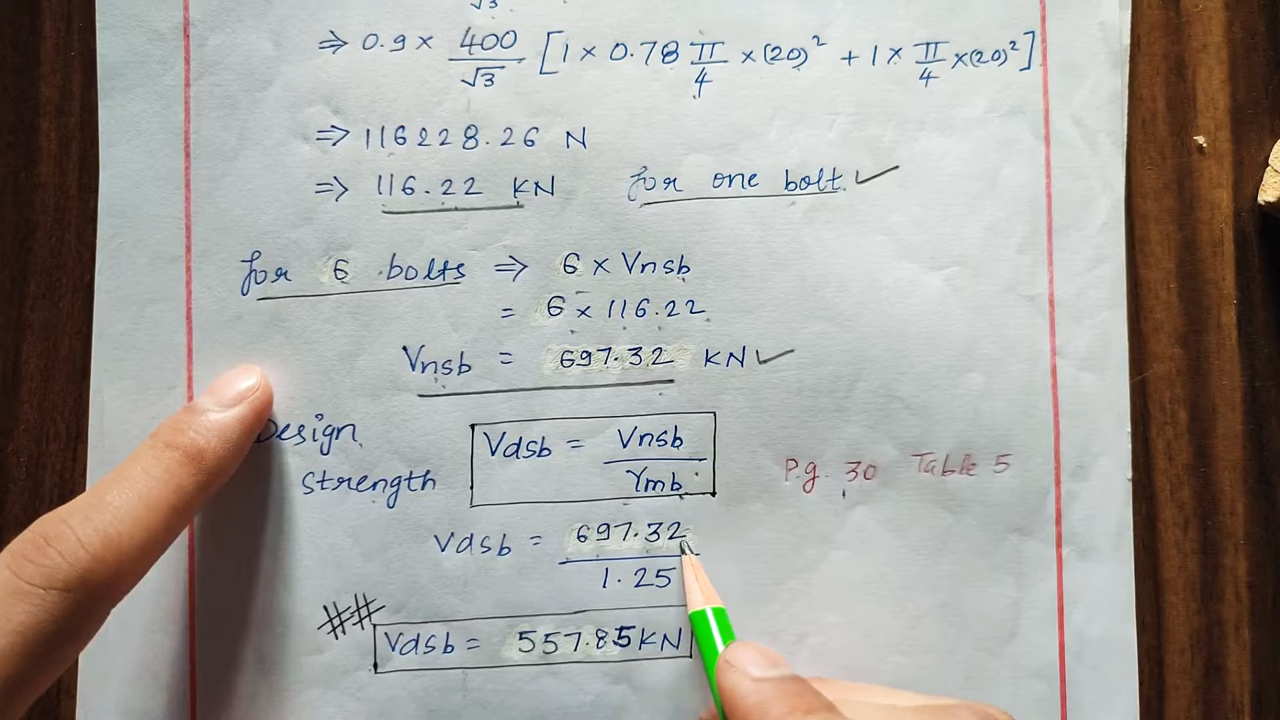 √3
⇒ 0.9 × 400/√3 [1 × 0.78 π/4 × (20)² + 1 × π/4 × (20)²]
⇒ 116228.26 N
⇒ 116.22 KN for one bolt. ✓
for 6 bolts ⇒ 6 × Vnsb
= 6 × 116.22
Vnsb = 697.32 KN ✓
Design Strength
Vdsb = Vnsb/γmb
P.g. 30 Table 5
Vdsb = 697.32/1.25
##
Vdsb = 557.85KN